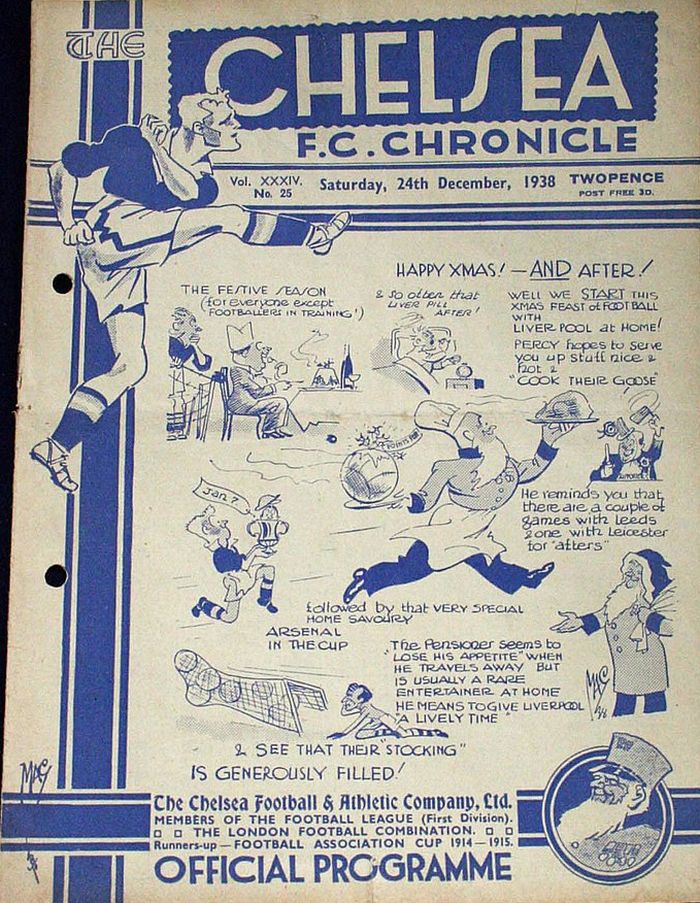 THE CHELSEA
F.C. CHRONICLE
Vol. XXXIV.
No. 25
Saturday, 24th December, 1938
TWOPENCE
POST FREE 3D.
HAPPY XMAS! — AND AFTER!
THE FESTIVE SEASON
(for everyone except
FOOTBALLERS IN TRAINING!)
& so often that
LIVER PILL
AFTER!
WELL WE START THIS
XMAS FEAST of FOOTBALL
WITH
LIVERPOOL at HOME!
PERCY hopes to serve
you up stuff nice &
hot &
"COOK THEIR GOOSE"
He reminds you that
there are a couple of
games with Leeds
& one with Leicester
for "afters"
Jan 7
followed by that VERY SPECIAL
HOME SAVOURY
ARSENAL
IN THE CUP
"The Pensioner seems to
LOSE HIS APPETITE" WHEN
HE TRAVELS AWAY BUT
IS USUALLY A RARE
ENTERTAINER AT HOME
HE MEANS TO GIVE LIVERPOOL
"A LIVELY TIME"
MAC
38
& SEE THAT THEIR "STOCKING"
IS GENEROUSLY FILLED!
MAC
The Chelsea Football & Athletic Company, Ltd.
MEMBERS OF THE FOOTBALL LEAGUE (First Division).
THE LONDON FOOTBALL COMBINATION.
Runners-up — FOOTBALL ASSOCIATION CUP 1914—1915.
OFFICIAL PROGRAMME